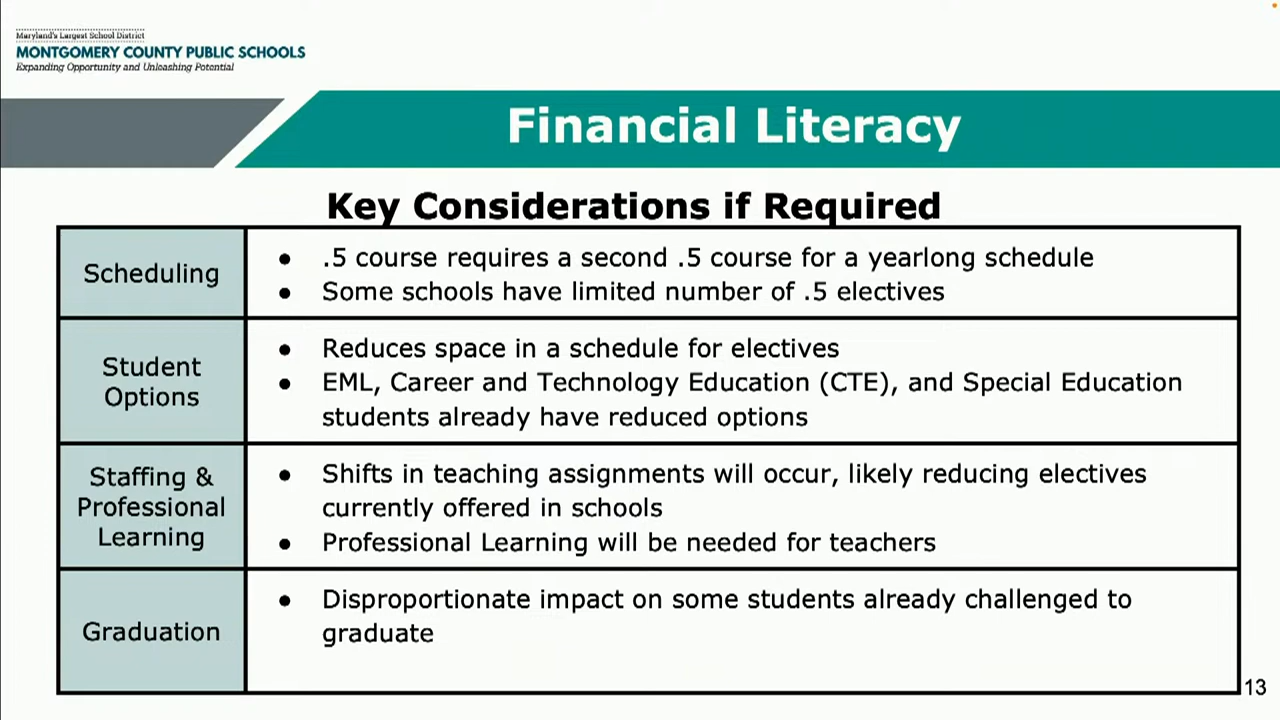 Maryland's Largest School District
MONTGOMERY COUNTY PUBLIC SCHOOLS
Expanding Opportunity and Unleashing Potential
Financial Literacy
Key Considerations if Required
Scheduling
● .5 course requires a second .5 course for a yearlong schedule
● Some schools have limited number of .5 electives
Student
Options
● Reduces space in a schedule for electives
● EML, Career and Technology Education (CTE), and Special Education
students already have reduced options
Staffing &
Professional
Learning
● Shifts in teaching assignments will occur, likely reducing electives
currently offered in schools
● Professional Learning will be needed for teachers
Graduation
● Disproportionate impact on some students already challenged to
graduate
13